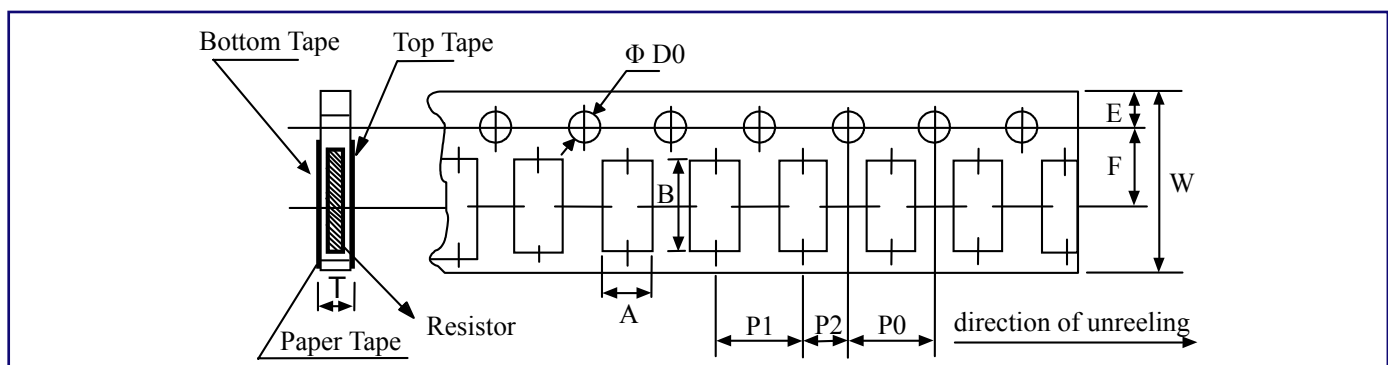 Bottom Tape
Top Tape
Φ D0
E
F
W
B
T
A
Resistor
Paper Tape
P1
P2
P0
direction of unreeling